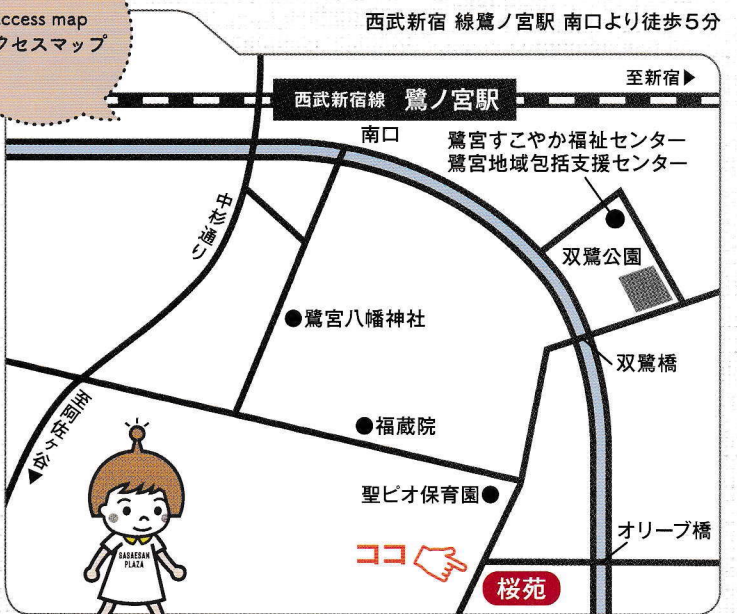 access map
クセスマップ
西武新宿 線鷺ノ宮駅 南口より徒歩5分
至新宿▶
西武新宿線 鷺ノ宮駅
南口
鷺宮すこやか福祉センター
鷺宮地域包括支援センター
中杉通り
双鷺公園
●鷺宮八幡神社
双鷺橋
●福蔵院
至阿佐ヶ谷▶
聖ピオ保育園●
オリーブ橋
ココ
桜苑
SASAESAN
PLAZA